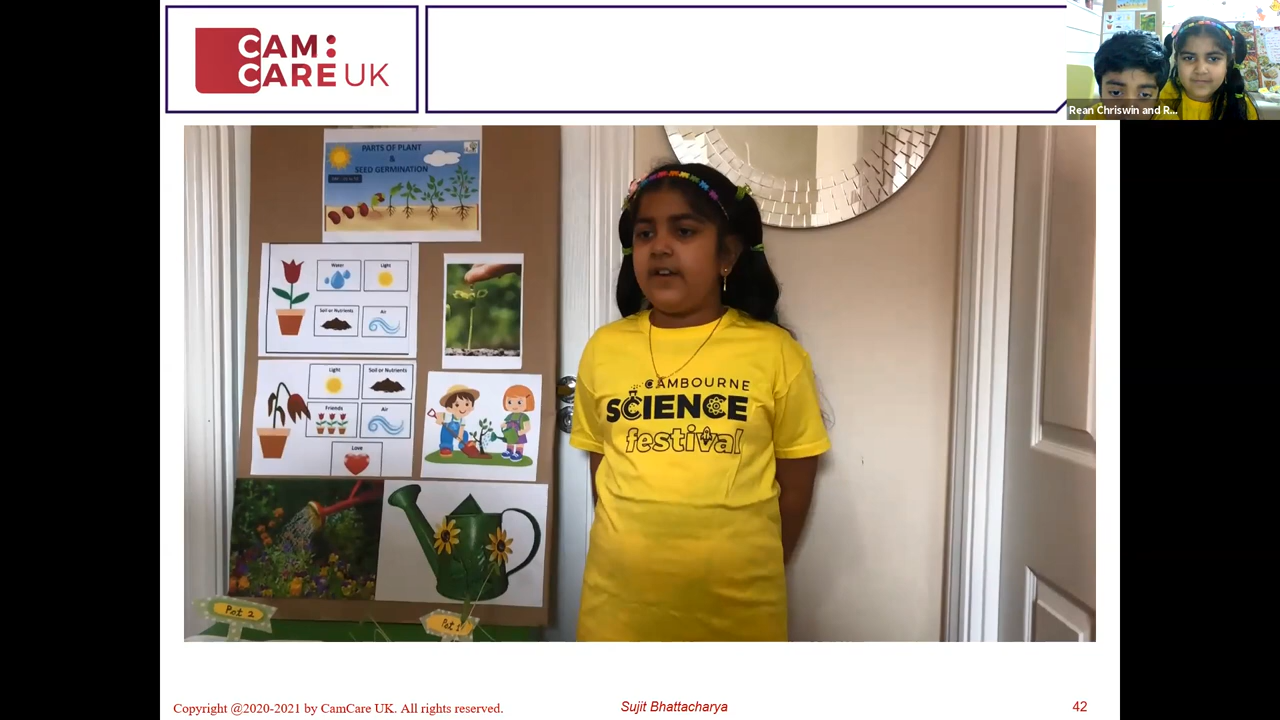 CAM:
CARE UK
Rean Chriswin and R...
PARTS OF PLANT
&
SEED GERMINATION
Water
Light
Soil or Nutrients
Air
Light
Soil or Nutrients
Friends
Air
Love
CAMBOURNE
SCIENCE
festival
Pot 2
Pot 1
Copyright @2020-2021 by CamCare UK. All rights reserved.
Sujit Bhattacharya
42